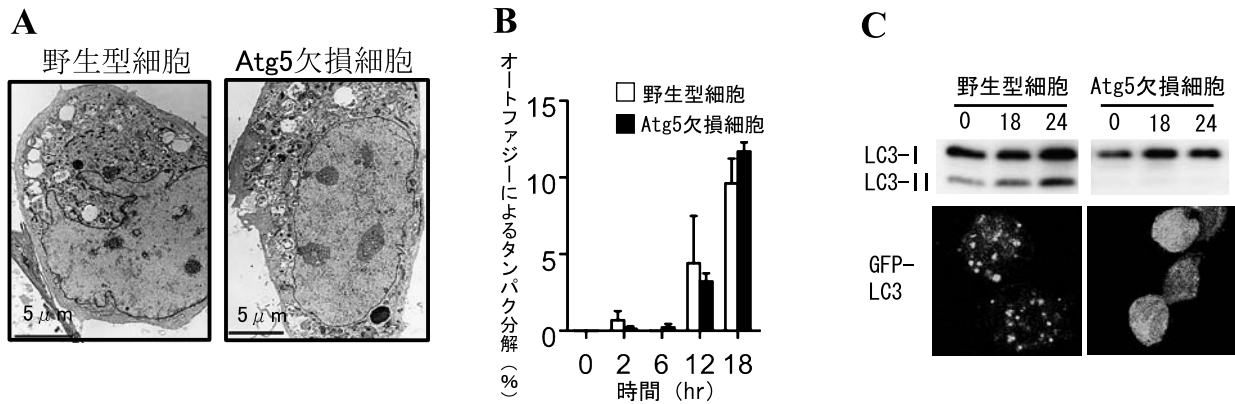 A
野生型細胞
Atg5欠損細胞
5μm
5μm
B
オートファジーによるタンパク分解(%)
15
10
5
0
野生型細胞
Atg5欠損細胞
0 2 6 12 18
時間 (hr)
C
野生型細胞 Atg5欠損細胞
0 18 24 0 18 24
LC3-I
LC3-II
GFP-
LC3